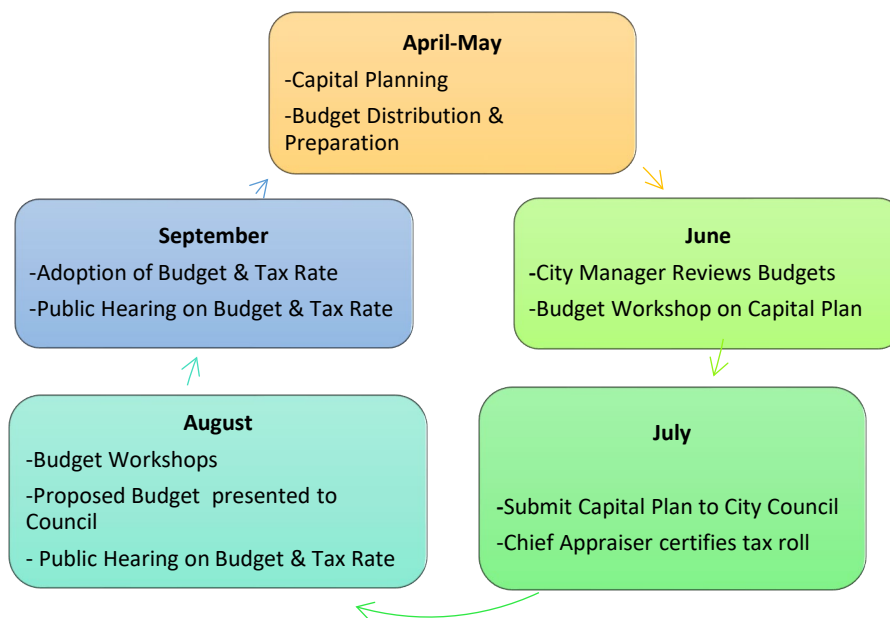 April-May
-Capital Planning
-Budget Distribution &
Preparation
June
-City Manager Reviews Budgets
-Budget Workshop on Capital Plan
July
-Submit Capital Plan to City Council
-Chief Appraiser certifies tax roll
August
-Budget Workshops
-Proposed Budget  presented to
Council
- Public Hearing on Budget & Tax Rate
September
-Adoption of Budget & Tax Rate
-Public Hearing on Budget & Tax Rate